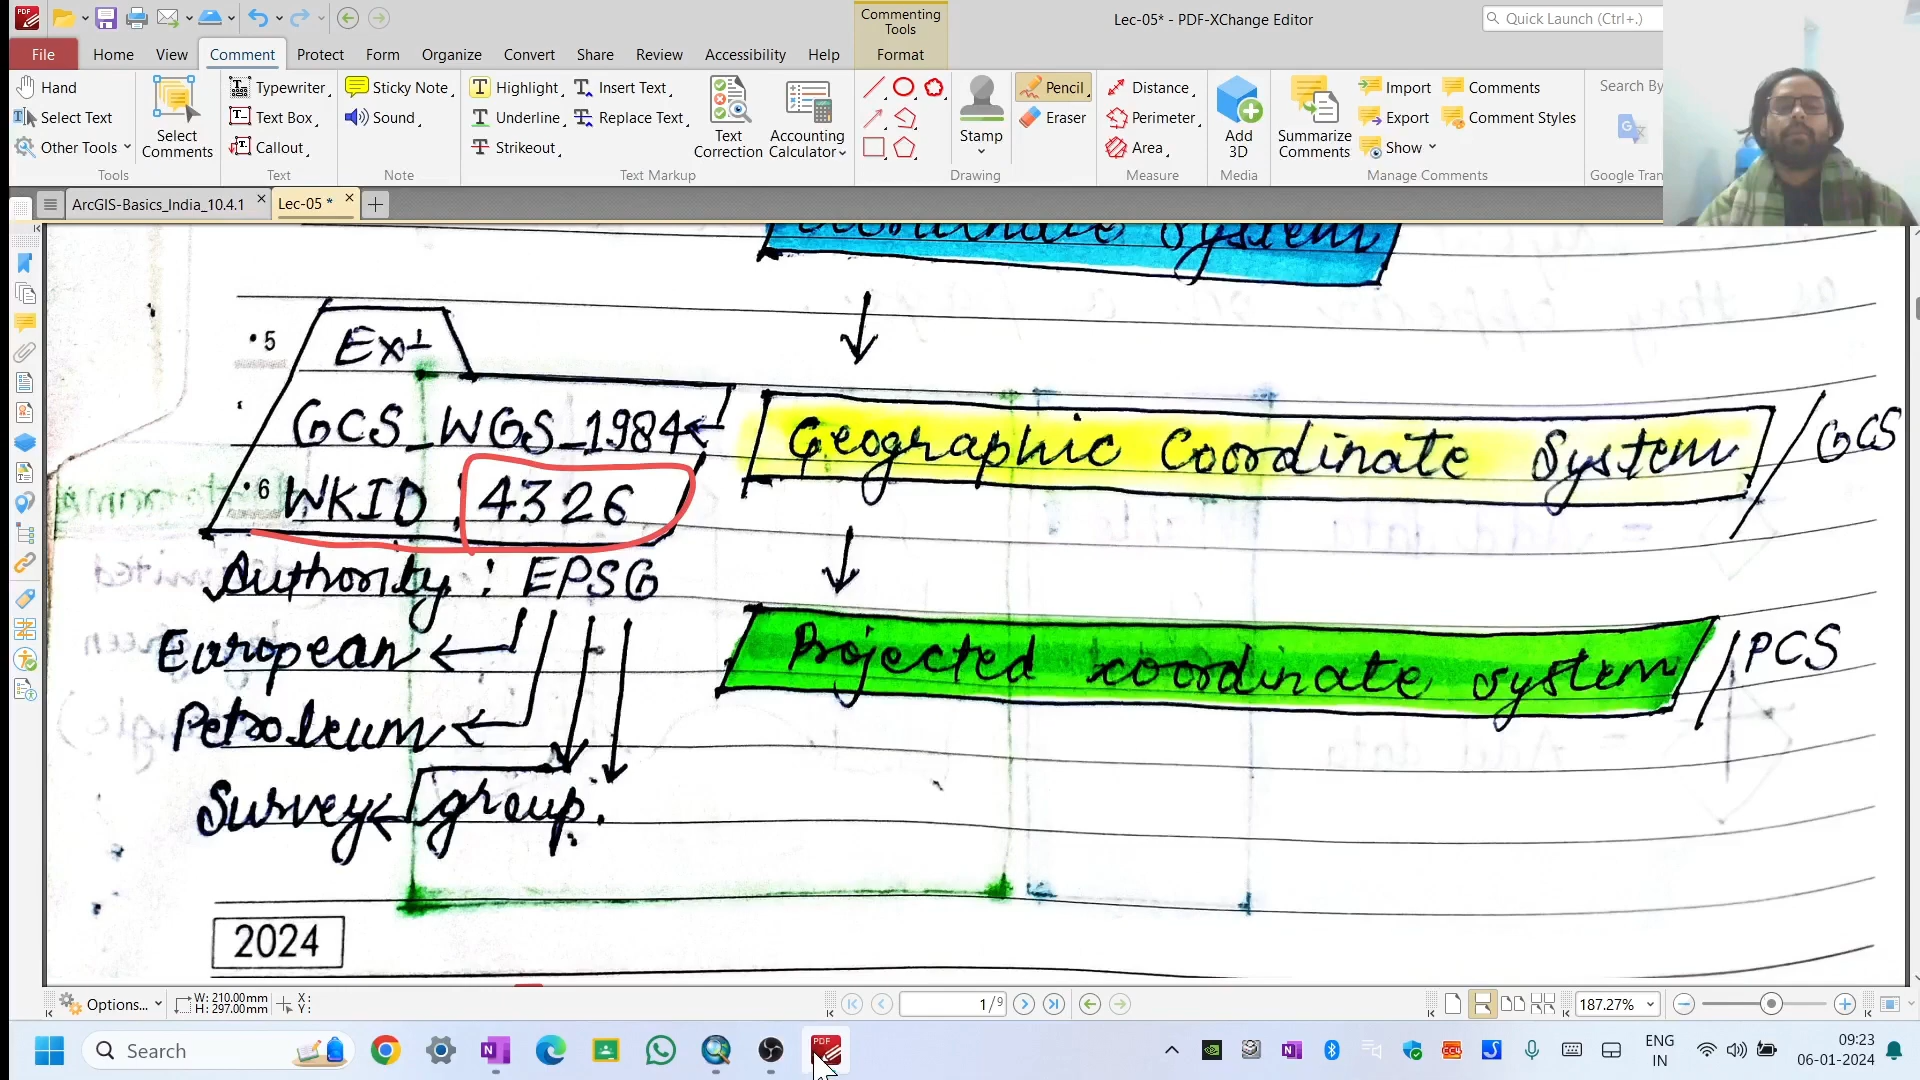 Lec-05* - PDF-XChange Editor
Quick Launch (Ctrl+.)
Commenting Tools
File Home View Comment Protect Form Organize Convert Share Review Accessibility Help Format
Hand
Select Text
Other Tools
Tools
Select Comments
Typewriter
Text Box
Callout
Text
Sticky Note
Sound
Note
Highlight
Underline
Strikeout
Insert Text
Replace Text
Text Correction
Accounting Calculator
Text Markup
Stamp
Pencil
Eraser
Drawing
Distance
Perimeter
Area
Measure
Add 3D
Media
Summarize Comments
Import
Export
Show
Comments
Comment Styles
Manage Comments
Search By
Google Tran
ArcGIS-Basics_India_10.4.1
Lec-05 *
Coordinate System
5
Ex
GCS_WGS_1984
Geographic Coordinate System / GCS
6
WKID : 4326
Authority : EPSG
Projected coordinate system / PCS
European
Petroleum
Survey group.
2024
Options...
W: 210.00mm
H: 297.00mm
X:
Y:
1/9
187.27%
Search
ENG
IN
09:23
06-01-2024